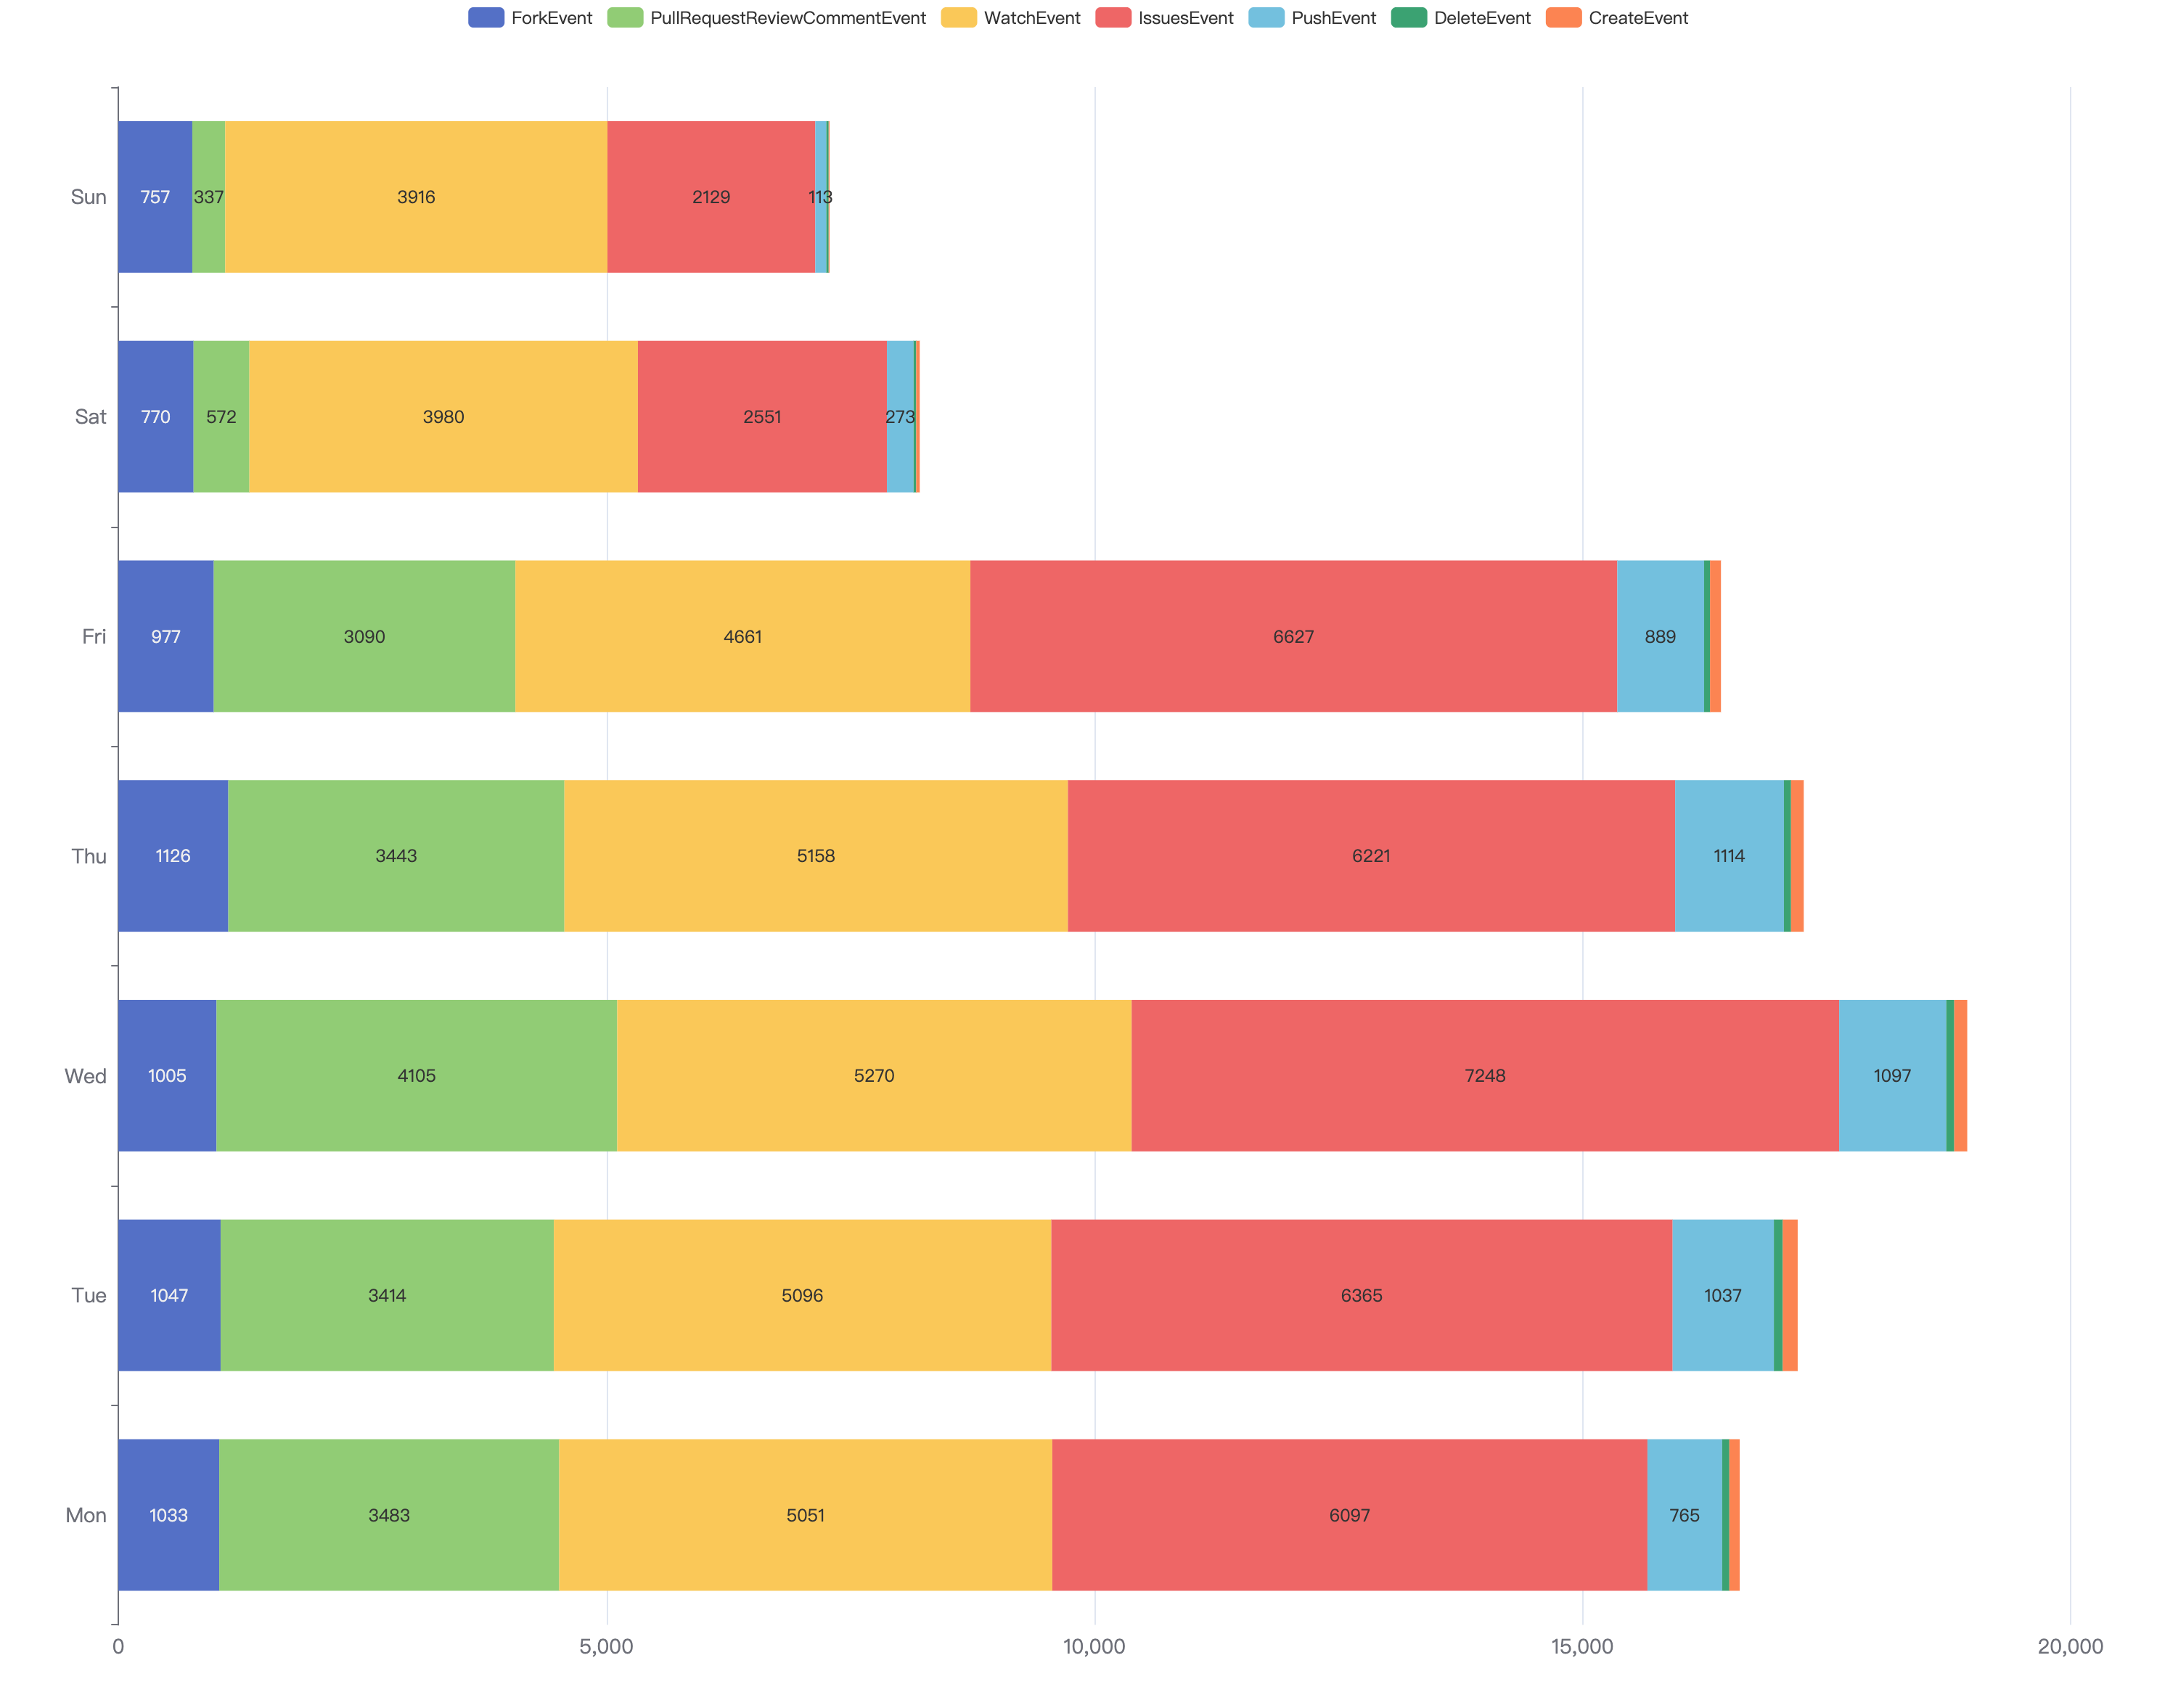 ForkEvent PullRequestReviewCommentEvent WatchEvent IssuesEvent PushEvent DeleteEvent CreateEvent
Sun 757 337 3916 2129 113
Sat 770 572 3980 2551 273
Fri 977 3090 4661 6627 889
Thu 1126 3443 5158 6221 1114
Wed 1005 4105 5270 7248 1097
Tue 1047 3414 5096 6365 1037
Mon 1033 3483 5051 6097 765
0 5,000 10,000 15,000 20,000